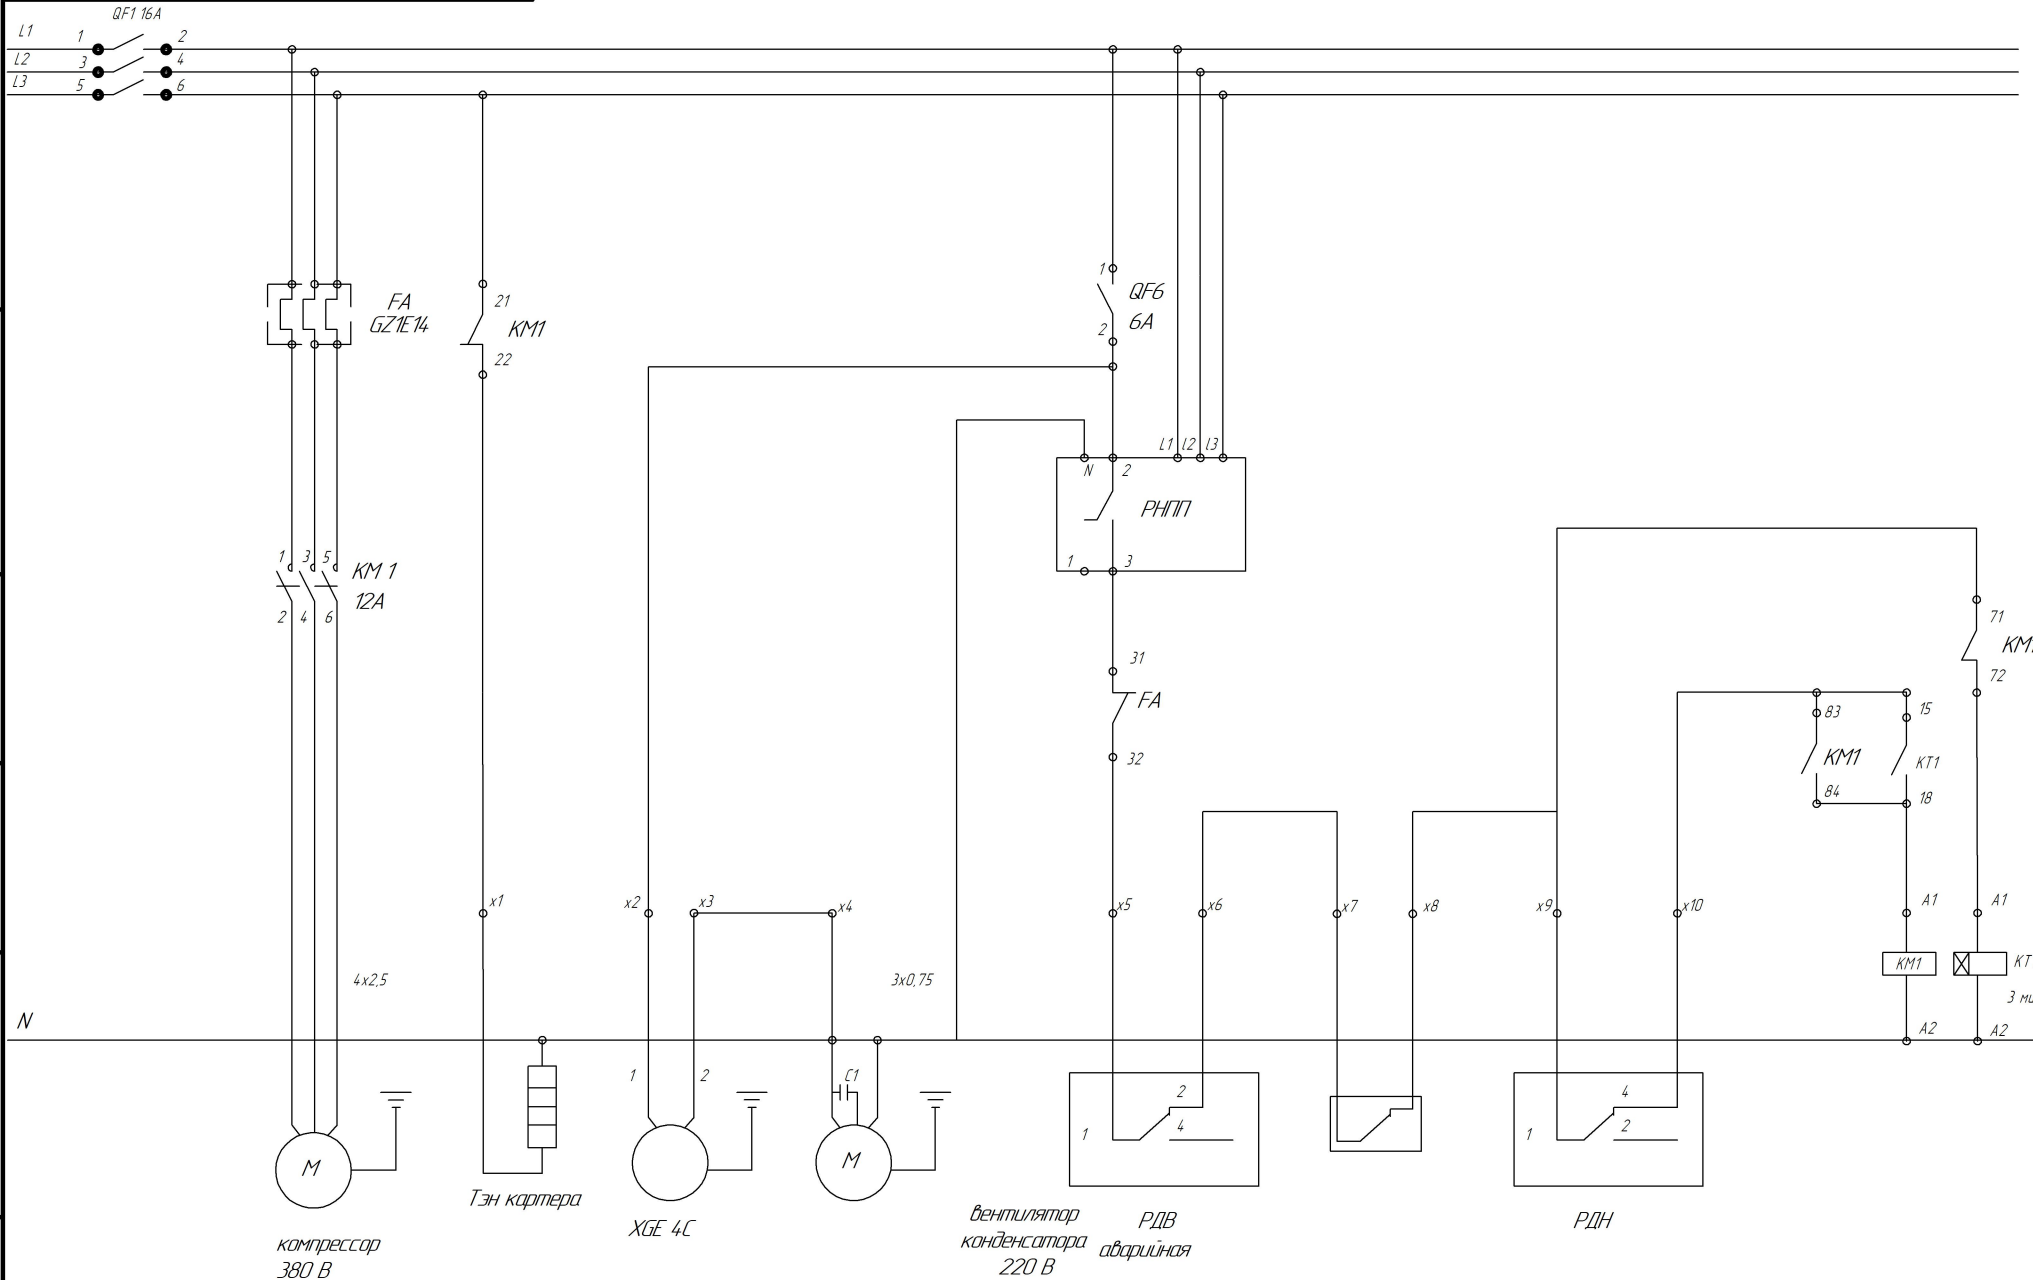 QF1 16A
L1
1
2
L2
3
4
L3
5
6
FA
GZ1E14
21
KM1
22
1
QF6
2
6A
L1
l2
l3
N
2
РНПП
1
3
1
3
5
KM 1
12A
2
4
6
31
FA
32
71
72
83
KM1
84
15
КТ1
18
x1
x2
x3
x4
x5
x6
x7
x8
x9
x10
A1
A1
4x2,5
3x0,75
KM1
КТ
3
N
A2
A2
1
2
C1
1
2
4
1
4
2
M
M
Тэн картера
XGE 4C
компрессор
380 В
вентилятор
конденсатора
220 В
РДВ
аварийная
РДН